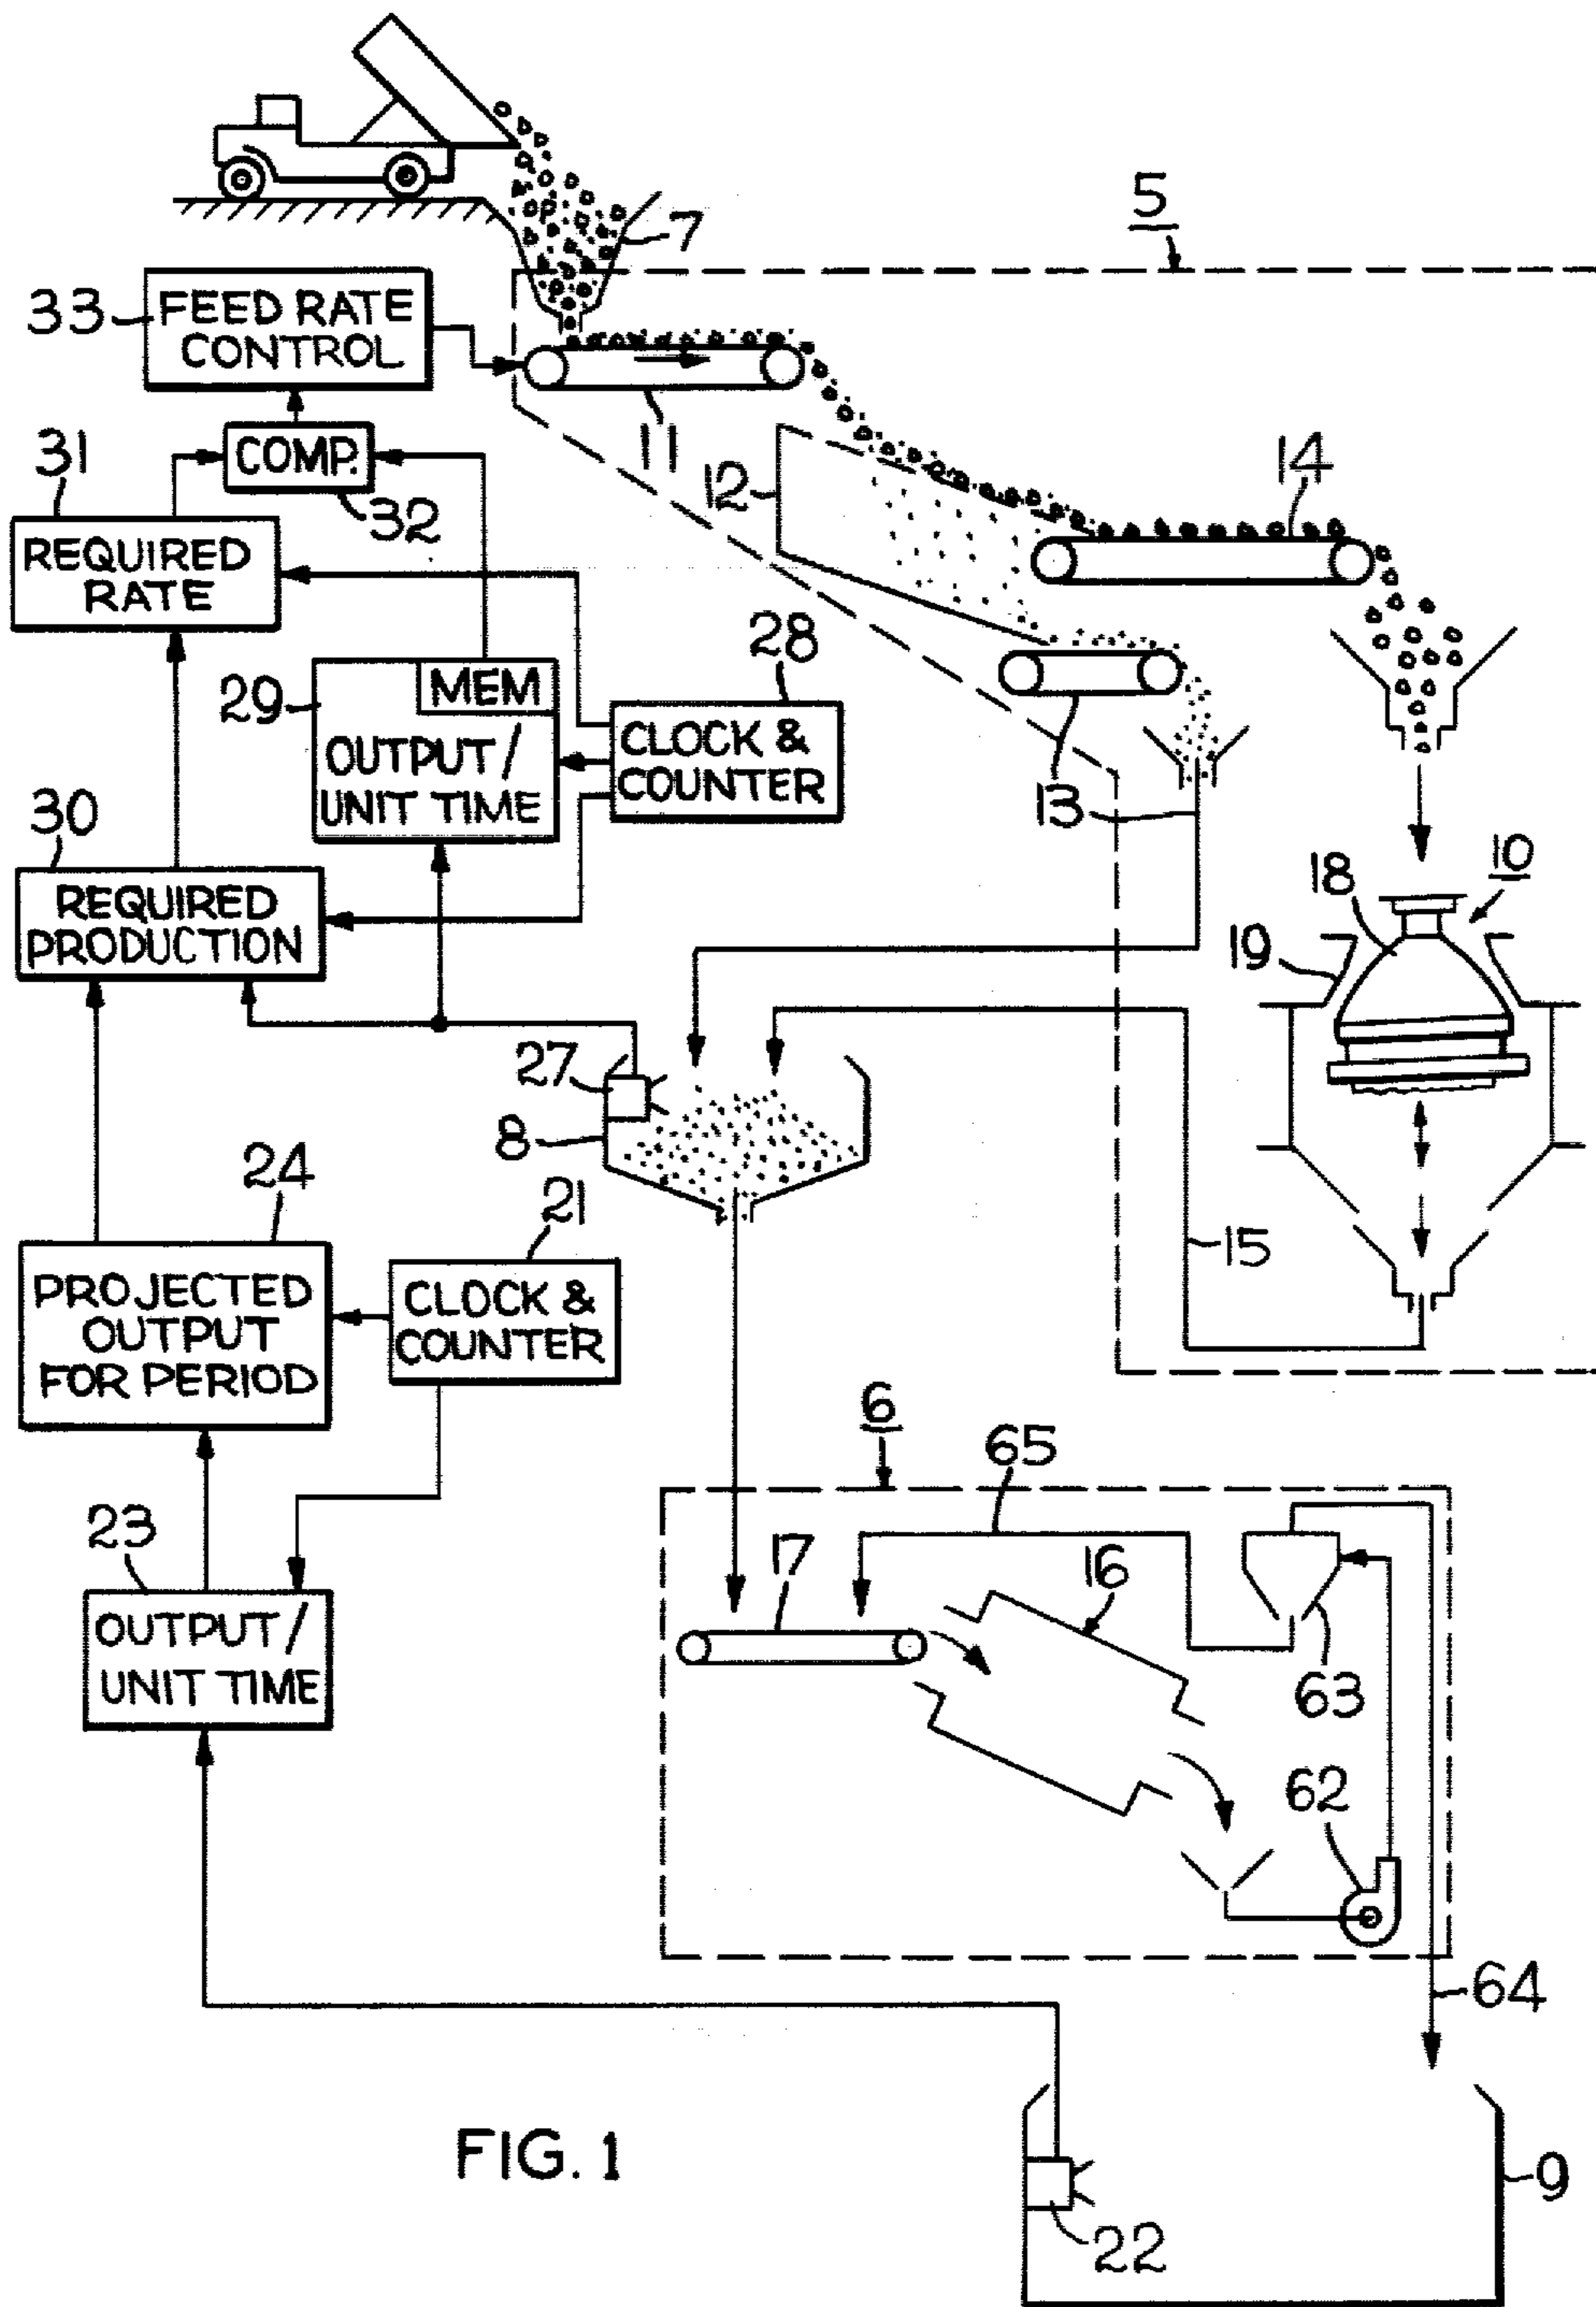 5
7
33
FEED RATE
CONTROL
11
31
COMP.
12
14
32
REQUIRED
RATE
28
29
MEM
OUTPUT/
UNIT TIME
CLOCK &
COUNTER
13
30
10
18
REQUIRED
PRODUCTION
19
27
8
24
21
15
PROJECTED
OUTPUT
FOR PERIOD
CLOCK &
COUNTER
6
65
23
17
16
OUTPUT/
UNIT TIME
63
62
64
FIG. 1
9
22